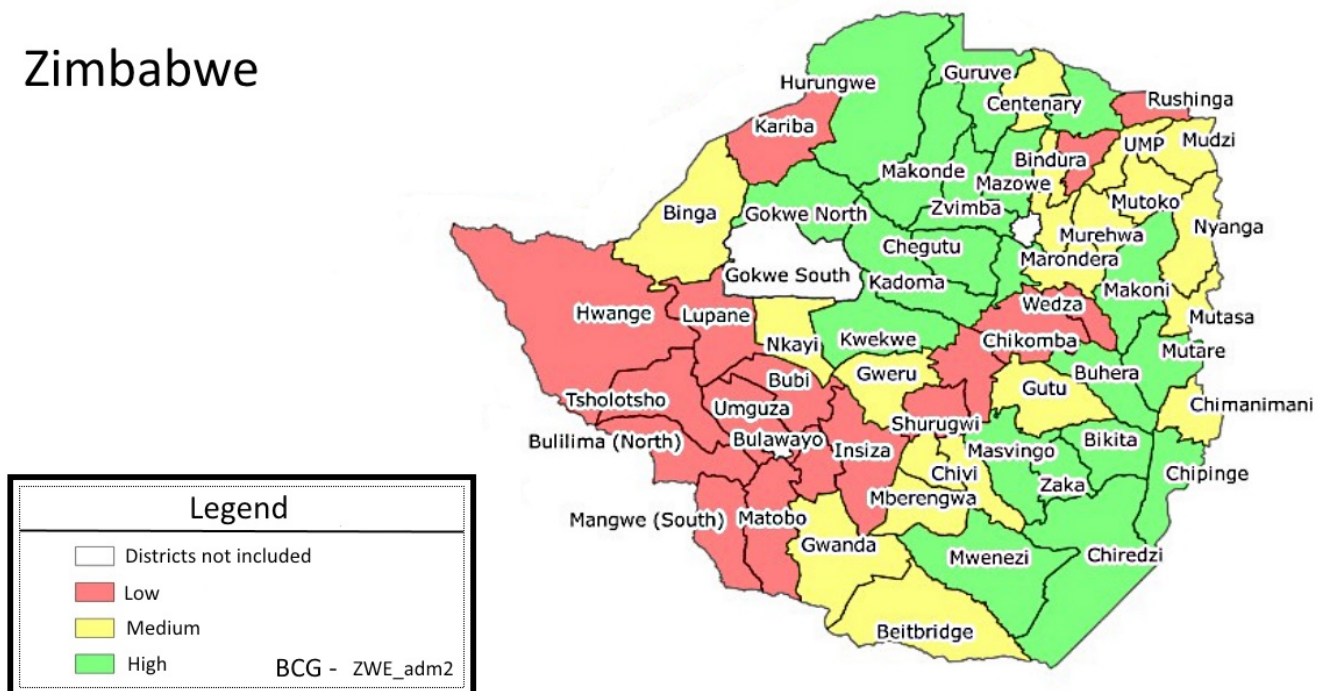 Zimbabwe
Hurungwe
Guruve
Centenary
Rushinga
Kariba
UMP
Mudzi
Bindura
Makonde
Mazowe
Mutoko
Binga
Gokwe North
Zvimba
Murehwa
Nyanga
Chegutu
Marondera
Gokwe South
Kadoma
Makoni
Wedza
Hwange
Lupane
Mutasa
Nkayi
Kwekwe
Chikomba
Mutare
Bubi
Gweru
Buhera
Gutu
Tsholotsho
Umguza
Chimanimani
Shurugwi
Bulilima (North)
Bulawayo
Insiza
Masvingo
Bikita
Chivi
Chipinge
Zaka
Mberengwa
Mangwe (South)
Matobo
Gwanda
Mwenezi
Chiredzi
Beitbridge
Legend
Districts not included
Low
Medium
High
BCG - ZWE_adm2